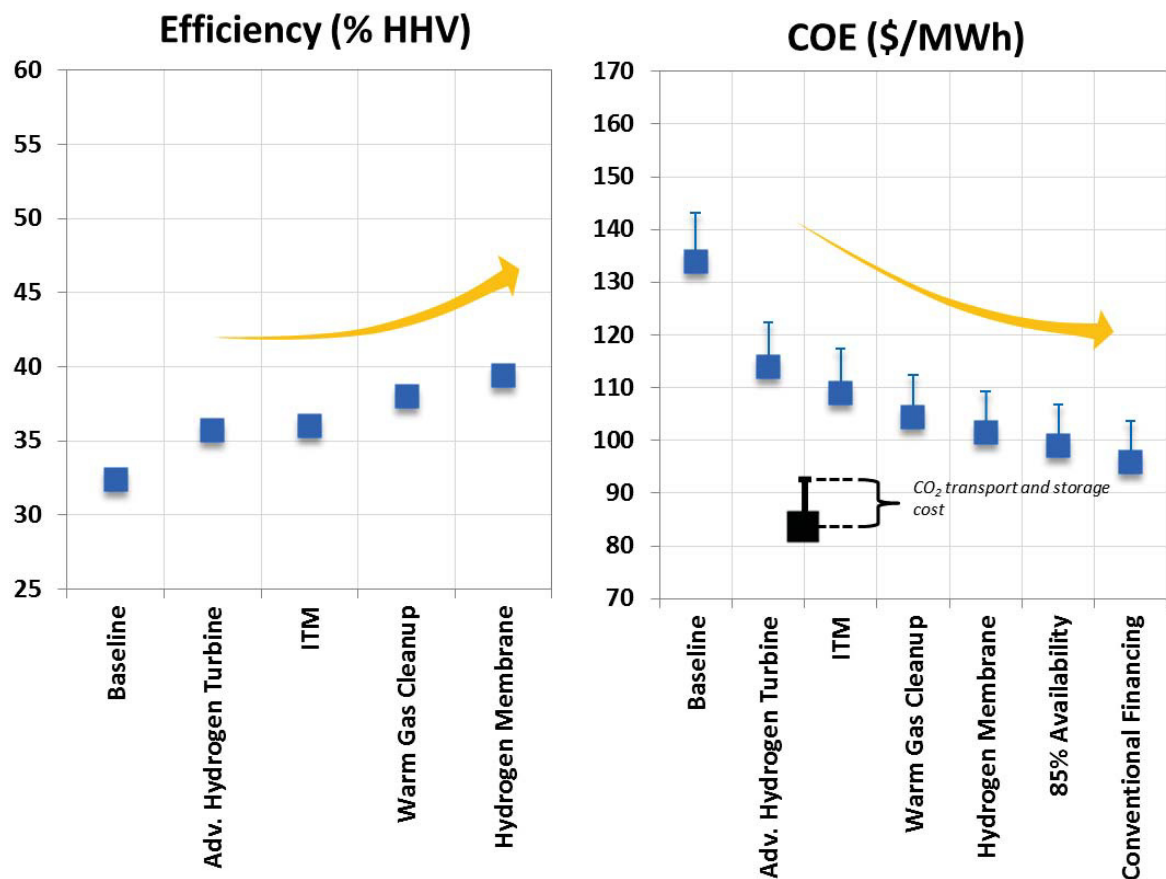 Efficiency (% HHV)
60
55
50
45
40
35
30
25
Baseline
Adv. Hydrogen Turbine
ITM
Warm Gas Cleanup
Hydrogen Membrane
COE ($/MWh)
170
160
150
140
130
120
110
100
90
80
70
CO₂ transport and storage
cost
Baseline
Adv. Hydrogen Turbine
ITM
Warm Gas Cleanup
Hydrogen Membrane
85% Availability
Conventional Financing